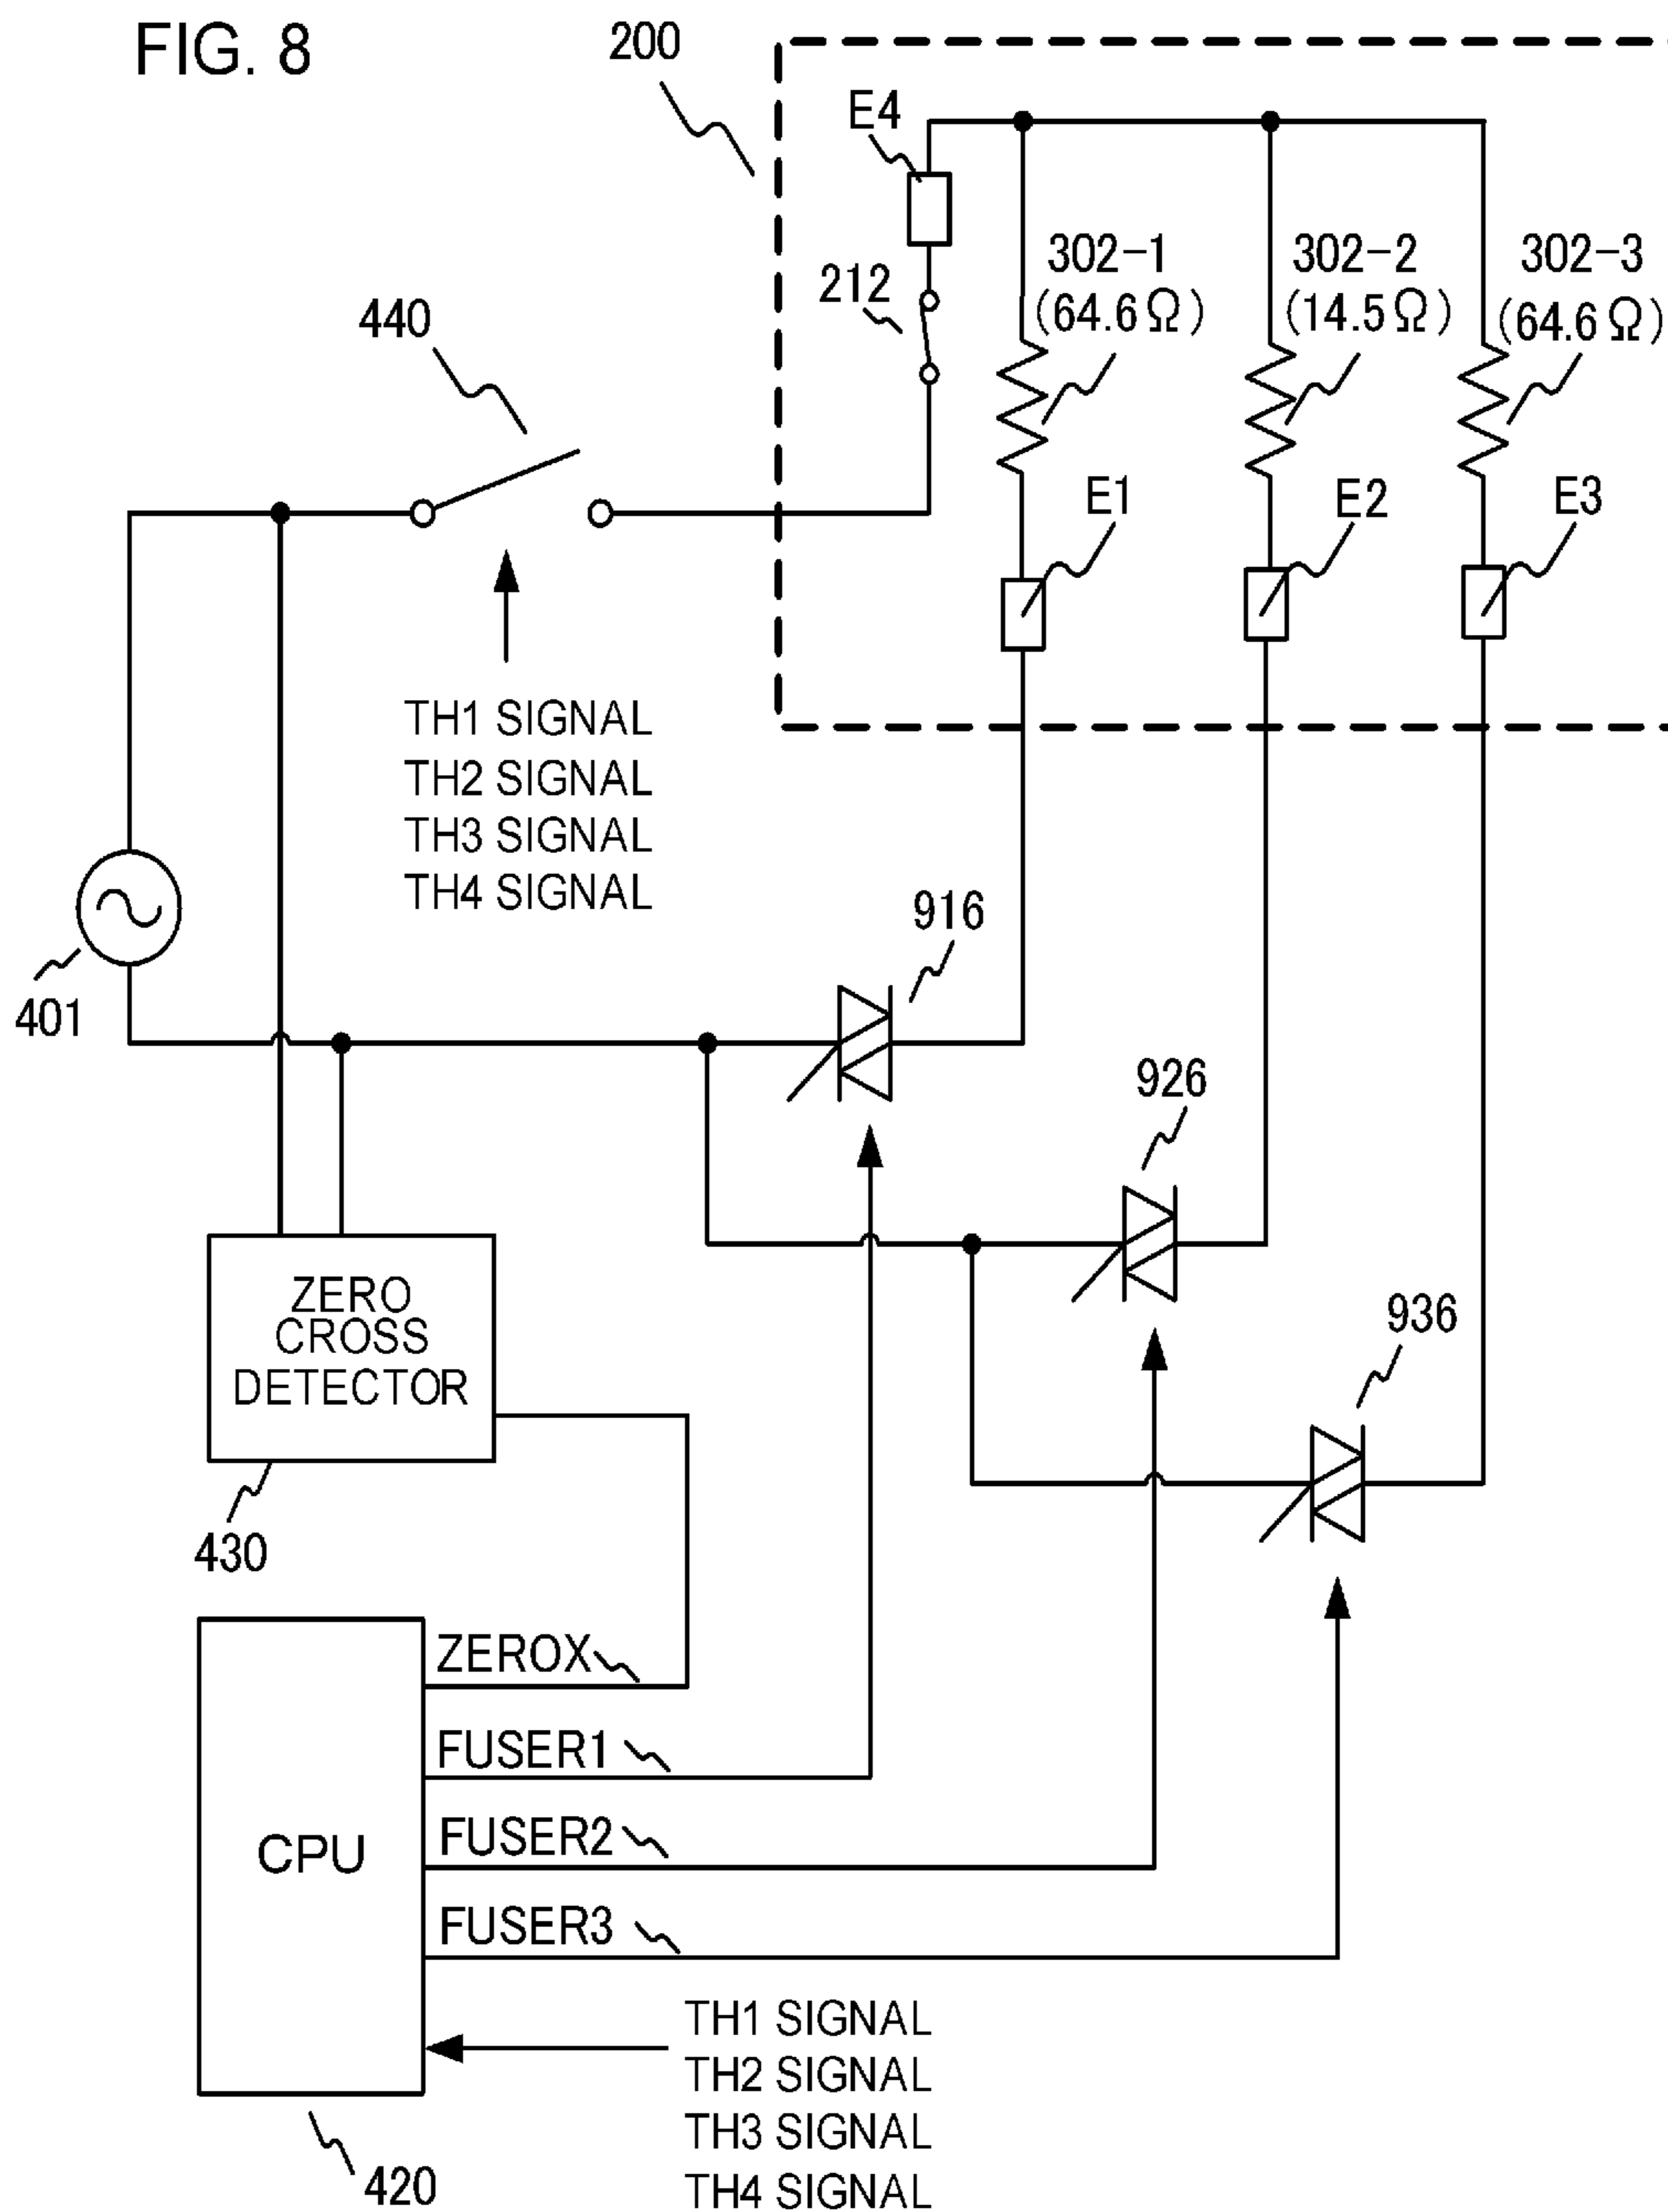 FIG. 8
200
E4
302-1
(64.6Ω)
302-2
(14.5Ω)
302-3
(64.6Ω)
212
440
E1
E2
E3
TH1 SIGNAL
TH2 SIGNAL
TH3 SIGNAL
TH4 SIGNAL
916
401
926
936
ZERO
CROSS
DETECTOR
430
ZEROX
FUSER1
FUSER2
FUSER3
CPU
TH1 SIGNAL
TH2 SIGNAL
TH3 SIGNAL
TH4 SIGNAL
420